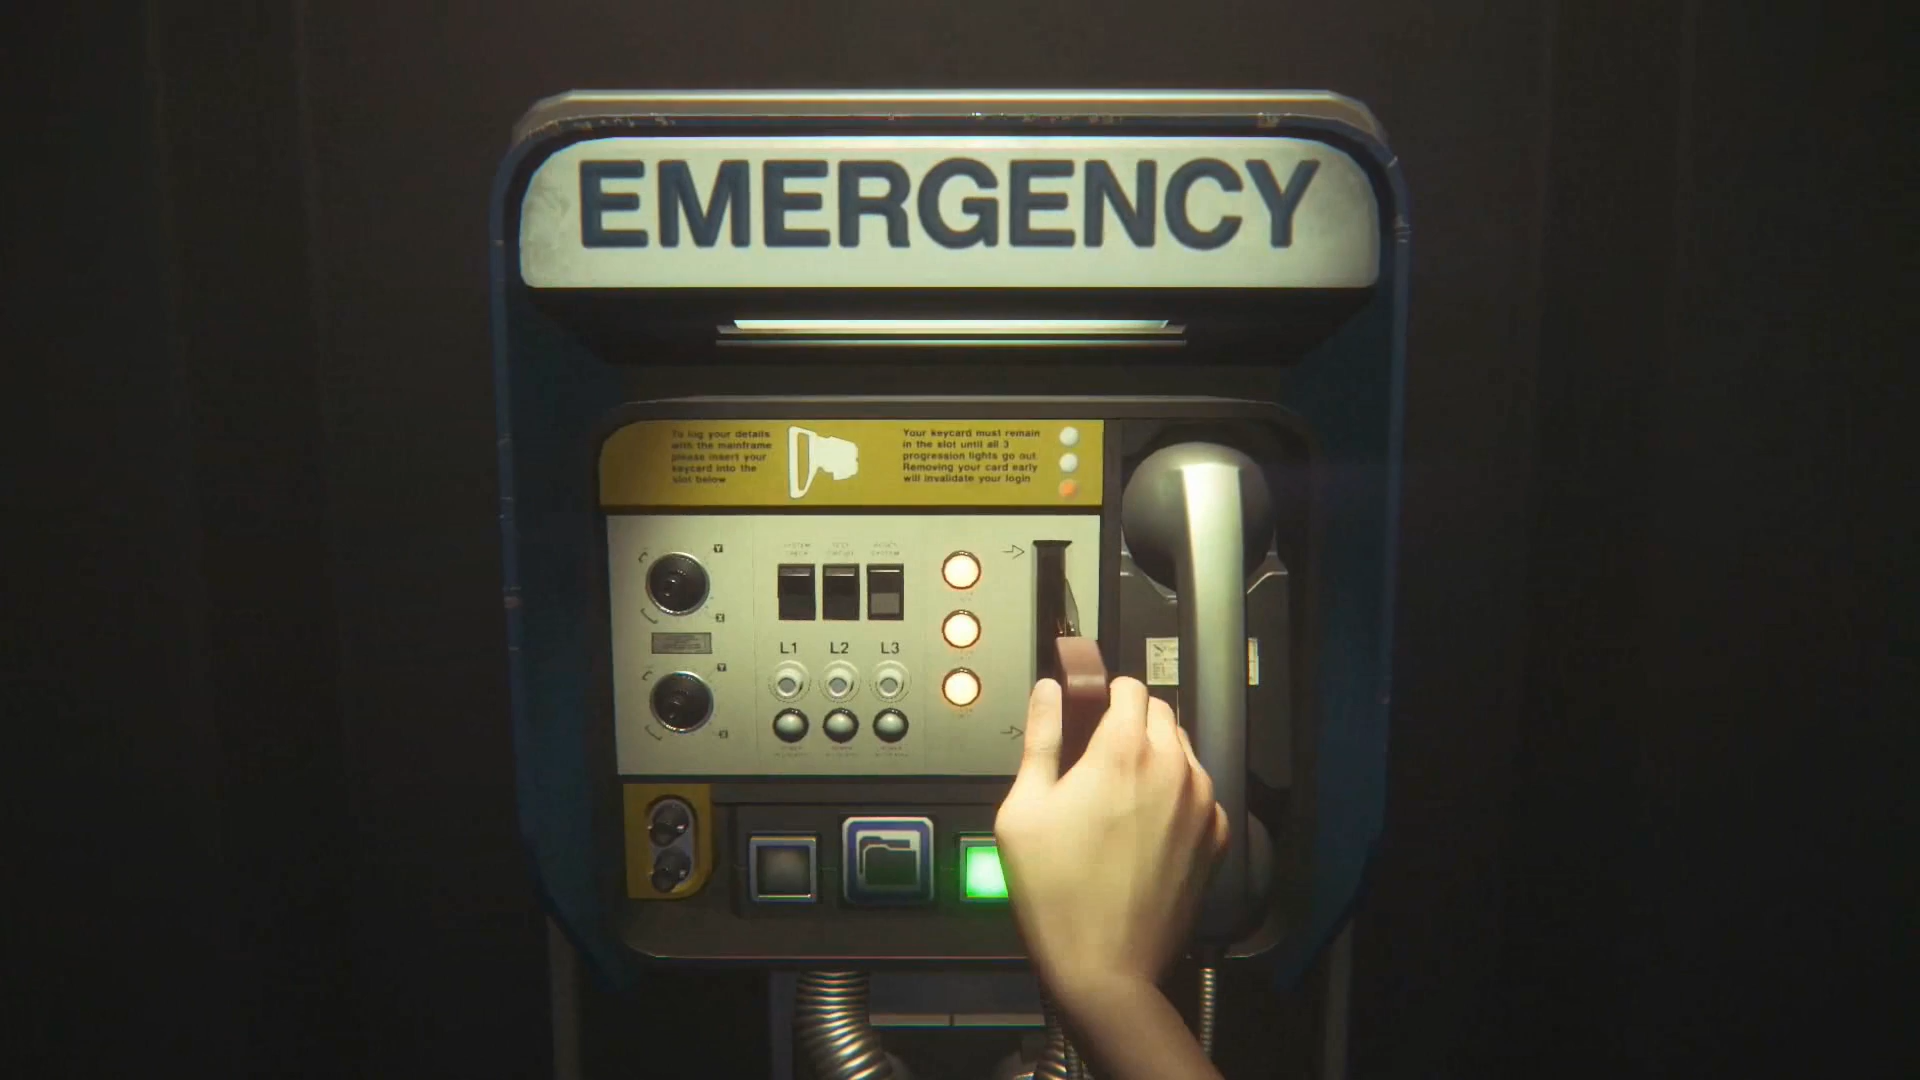 EMERGENCY
To log your details
with the mainframe
please insert your
keycard into the
slot below
Your keycard must remain
in the slot until all 3
progression lights go out
Removing your card early
will invalidate your login
L1 L2 L3